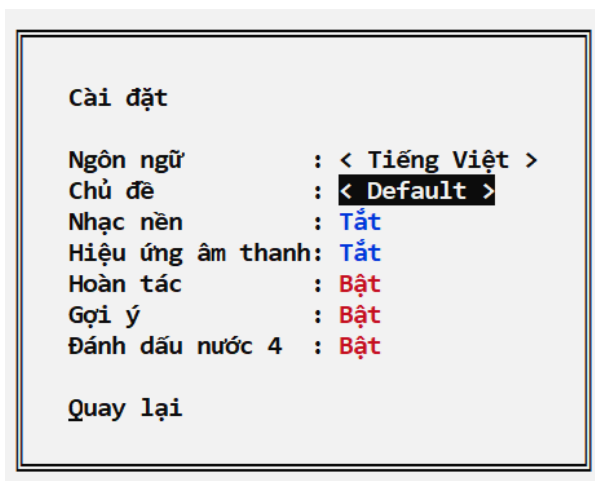 Cài đặt
Ngôn ngữ : < Tiếng Việt >
Chủ đề : < Default >
Nhạc nền : Tắt
Hiệu ứng âm thanh: Tắt
Hoàn tác : Bật
Gợi ý : Bật
Đánh dấu nước 4 : Bật
Quay lại